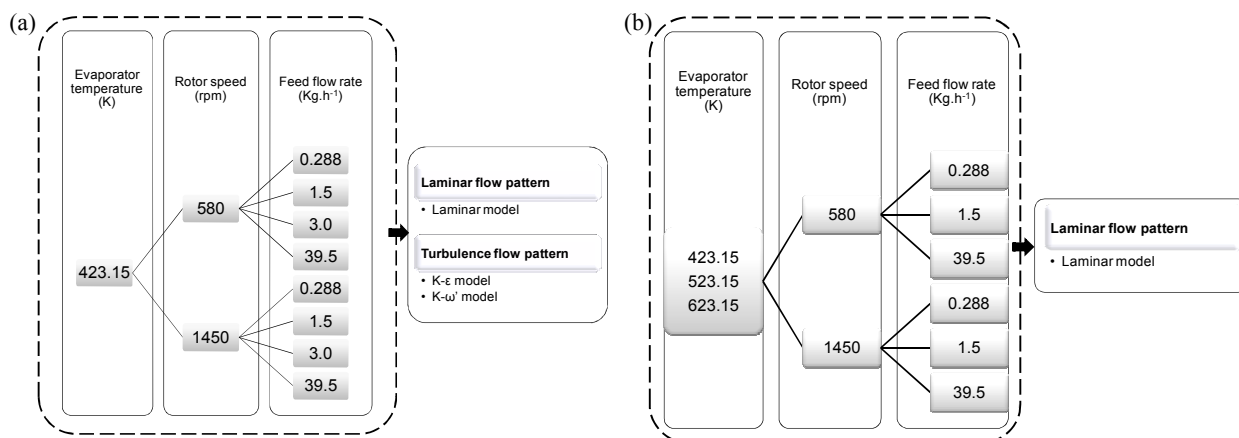 (a)
Evaporator
temperature
(K)
Rotor speed
(rpm)
Feed flow rate
(Kg.h⁻¹)
423.15
580
1450
0.288
1.5
3.0
39.5
0.288
1.5
3.0
39.5
Laminar flow pattern
• Laminar model
Turbulence flow pattern
• K-ε model
• K-ω' model
(b)
Evaporator
temperature
(K)
Rotor speed
(rpm)
Feed flow rate
(Kg.h⁻¹)
423.15
523.15
623.15
580
1450
0.288
1.5
39.5
0.288
1.5
39.5
Laminar flow pattern
• Laminar model